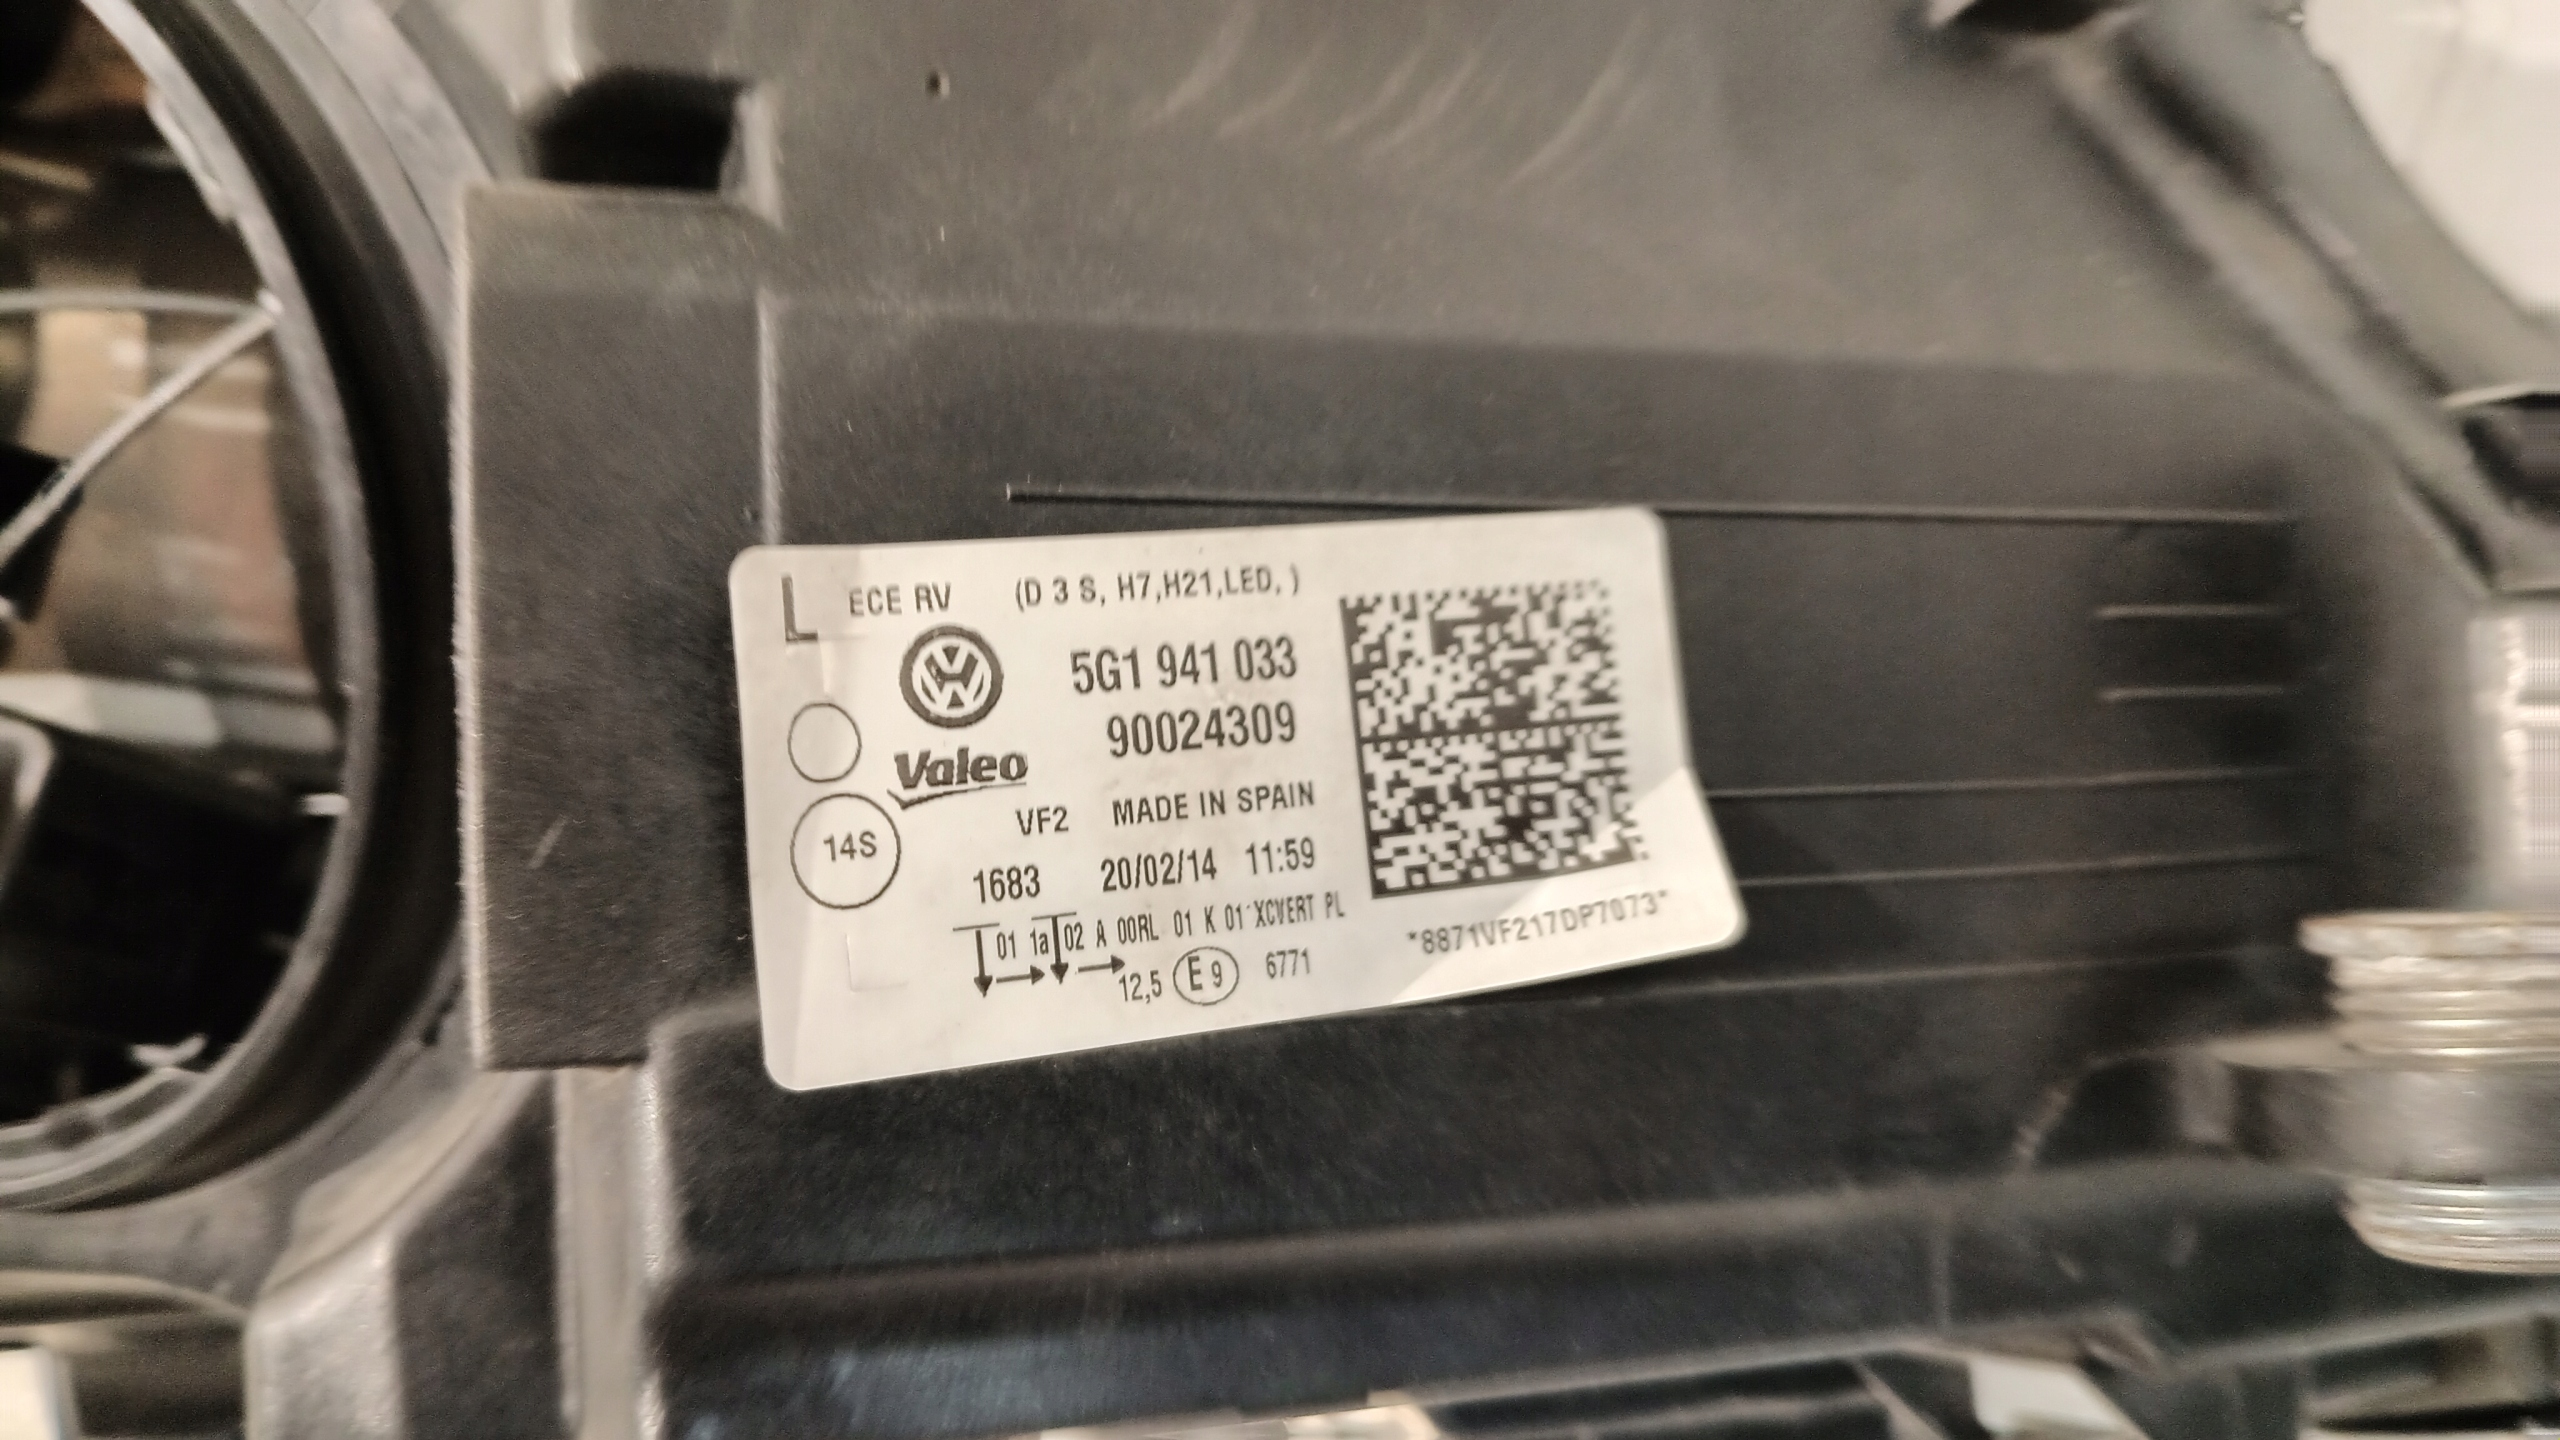 L ECE RV (D 3 S, H7,H21,LED, )
5G1 941 033
90024309
Valeo
VF2 MADE IN SPAIN
14S
1683 20/02/14 11:59
01 1a 02 A 00RL 01 K 01 XCVERT PL
12,5 E9 6771
*8871VF217DP7073*